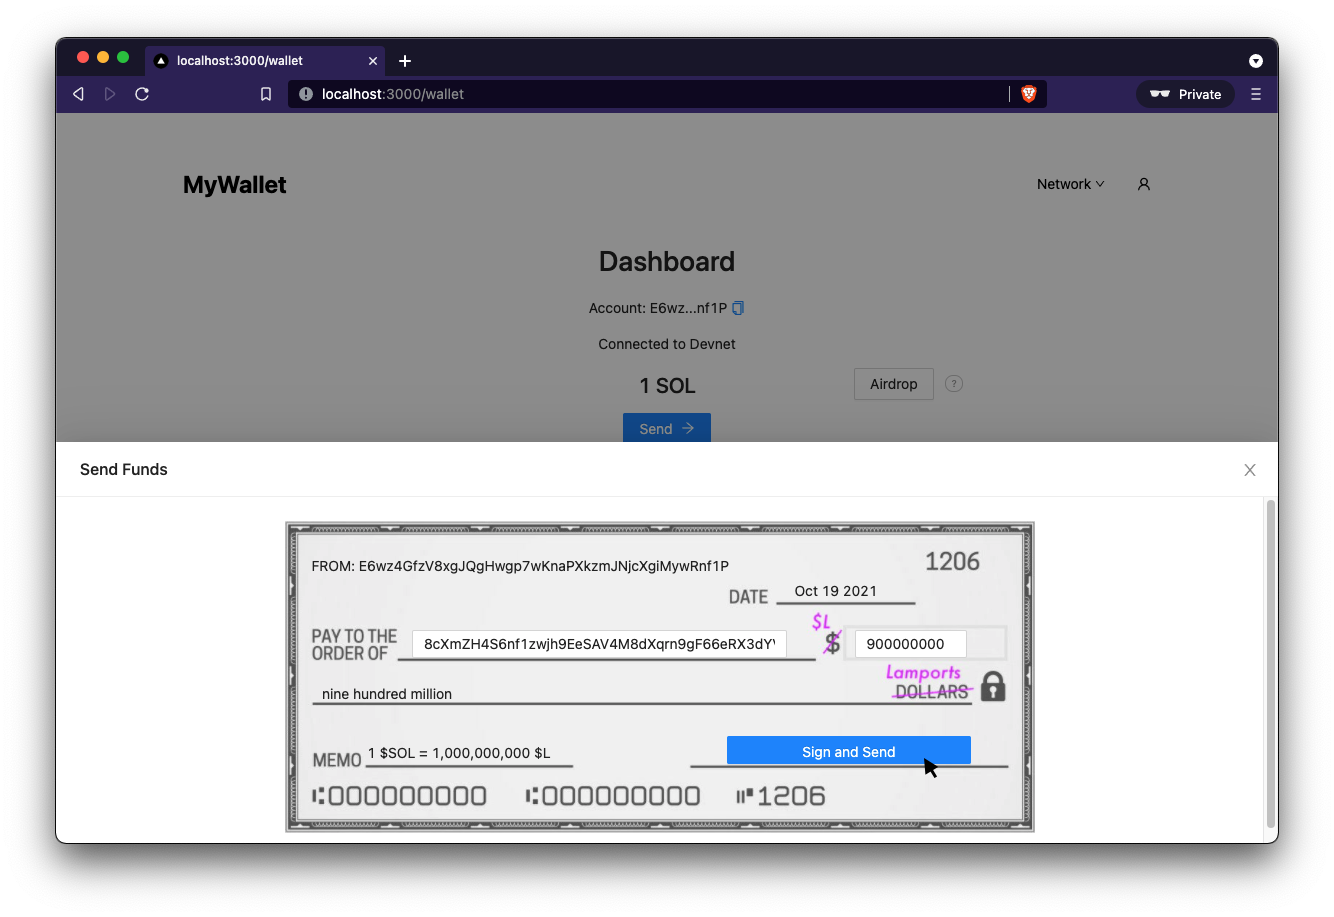 localhost:3000/wallet
localhost:3000/wallet
Private
MyWallet
Network
Dashboard
Account: E6wz...nf1P
Connected to Devnet
1 SOL
Airdrop
?
Send
Send Funds
FROM: E6wz4GfzV8xgJQgHwgp7wKnaPXkzmJNjcXgiMywRnf1P
1206
DATE Oct 19 2021
$L
PAY TO THE
ORDER OF
8cXmZH4S6nf1zwjh9EeSAV4M8dXqrn9gF66eRX3dY
$ 900000000
Lamports
nine hundred million
DOLLARS
MEMO 1 $SOL = 1,000,000,000 $L
Sign and Send
⑆000000000 ⑆000000000 ⑈1206